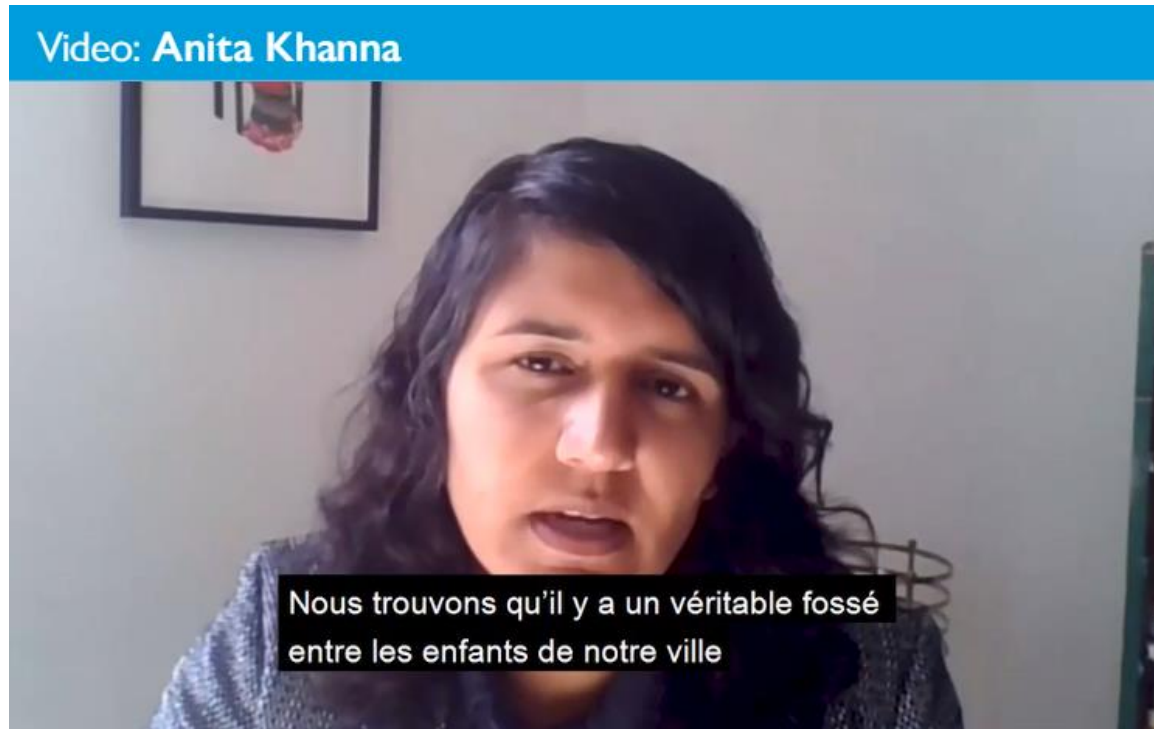 Video: Anita Khanna
Nous trouvons qu’il y a un véritable fossé
entre les enfants de notre ville